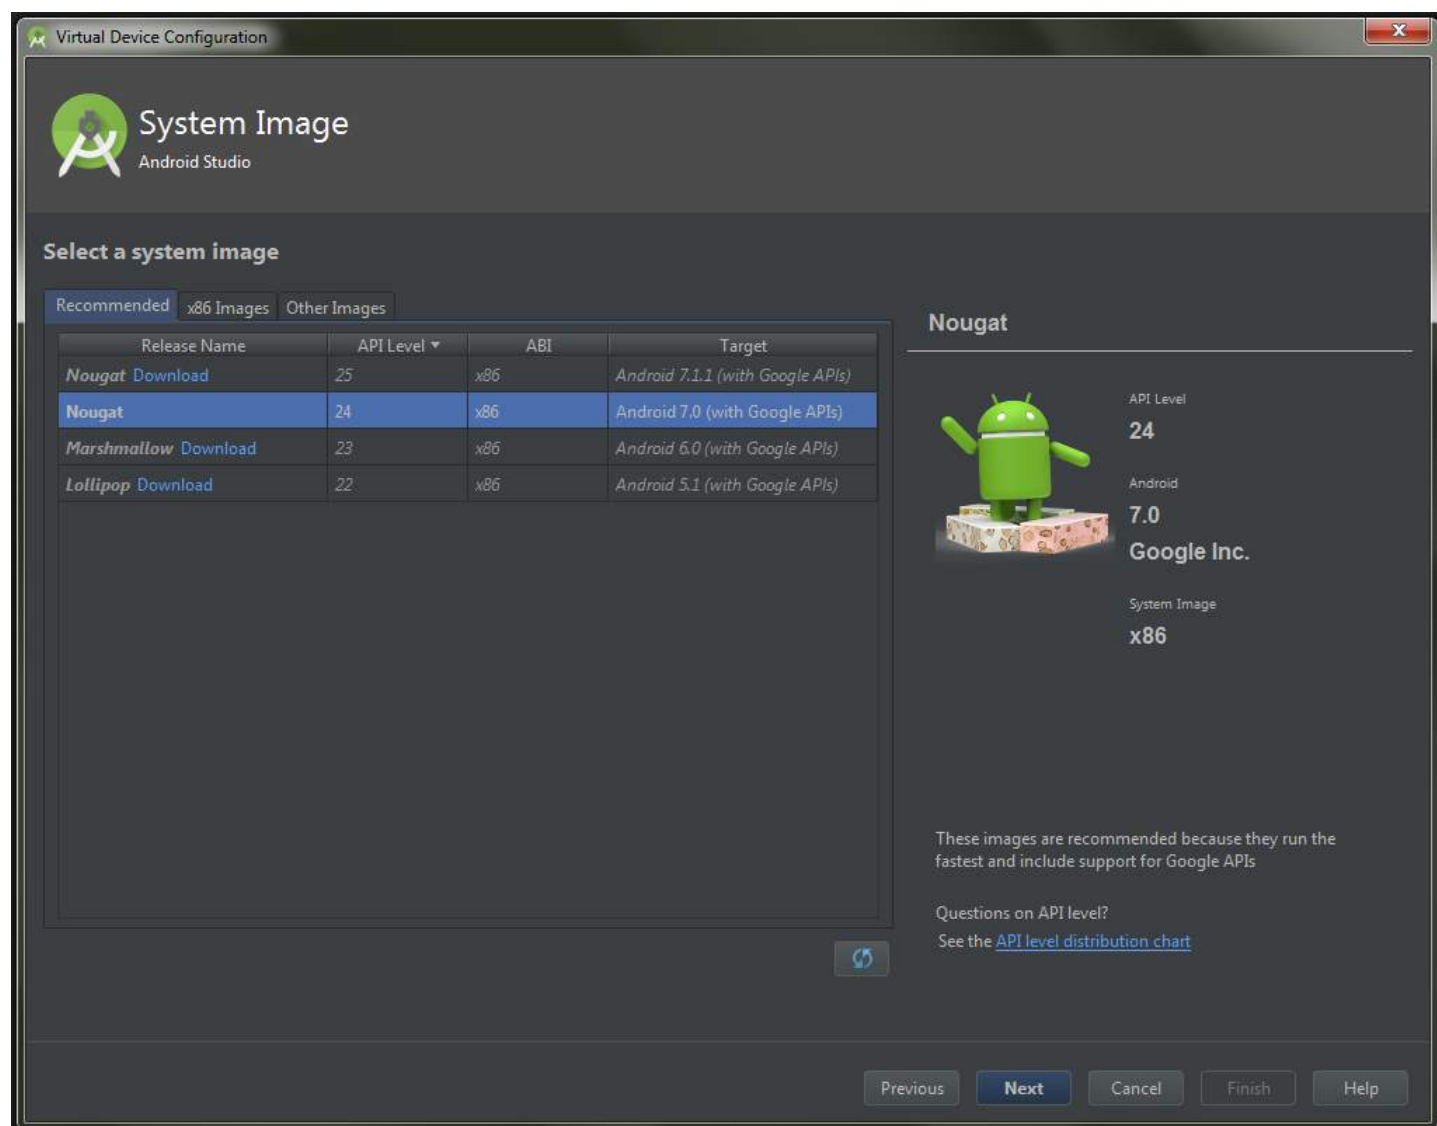 Virtual Device Configuration
x
System Image
Android Studio
Select a system image
Recommended x86 Images Other Images
Release Name API Level ABI Target
Nougat Download 25 x86 Android 7.1.1 (with Google APIs)
Nougat 24 x86 Android 7.0 (with Google APIs)
Marshmallow Download 23 x86 Android 6.0 (with Google APIs)
Lollipop Download 22 x86 Android 5.1 (with Google APIs)
Nougat
API Level
24
Android
7.0
Google Inc.
System Image
x86
These images are recommended because they run the
fastest and include support for Google APIs
Questions on API level?
See the API level distribution chart
Previous Next Cancel Finish Help